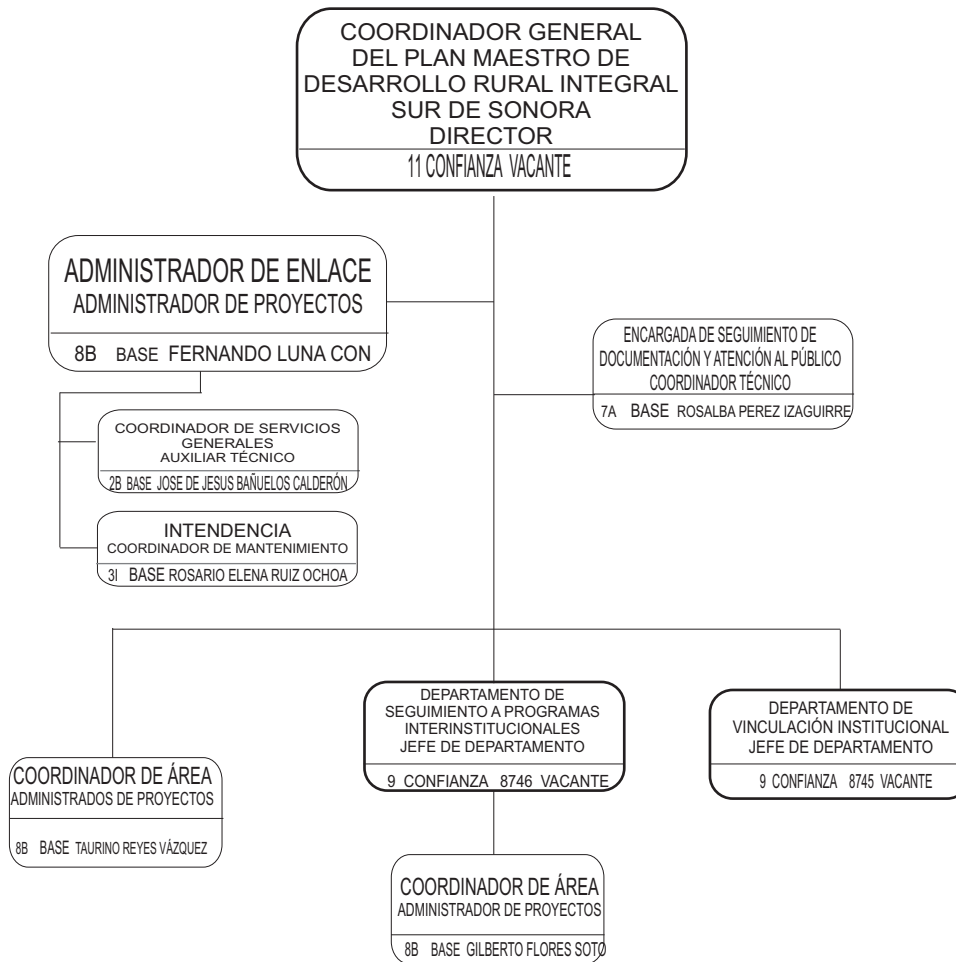 COORDINADOR GENERAL
DEL PLAN MAESTRO DE
DESARROLLO RURAL INTEGRAL
SUR DE SONORA
DIRECTOR
11 CONFIANZA VACANTE
ADMINISTRADOR DE ENLACE
ADMINISTRADOR DE PROYECTOS
8B BASE FERNANDO LUNA CON
ENCARGADA DE SEGUIMIENTO DE
DOCUMENTACIÓN Y ATENCIÓN AL PÚBLICO
COORDINADOR TÉCNICO
7A BASE ROSALBA PEREZ IZAGUIRRE
COORDINADOR DE SERVICIOS
GENERALES
AUXILIAR TÉCNICO
2B BASE JOSE DE JESUS BAÑUELOS CALDERÓN
INTENDENCIA
COORDINADOR DE MANTENIMIENTO
3I BASE ROSARIO ELENA RUIZ OCHOA
COORDINADOR DE ÁREA
ADMINISTRADOS DE PROYECTOS
8B BASE TAURINO REYES VÁZQUEZ
DEPARTAMENTO DE
SEGUIMIENTO A PROGRAMAS
INTERINSTITUCIONALES
JEFE DE DEPARTAMENTO
9 CONFIANZA 8746 VACANTE
DEPARTAMENTO DE
VINCULACIÓN INSTITUCIONAL
JEFE DE DEPARTAMENTO
9 CONFIANZA 8745 VACANTE
COORDINADOR DE ÁREA
ADMINISTRADOR DE PROYECTOS
8B BASE GILBERTO FLORES SOTO